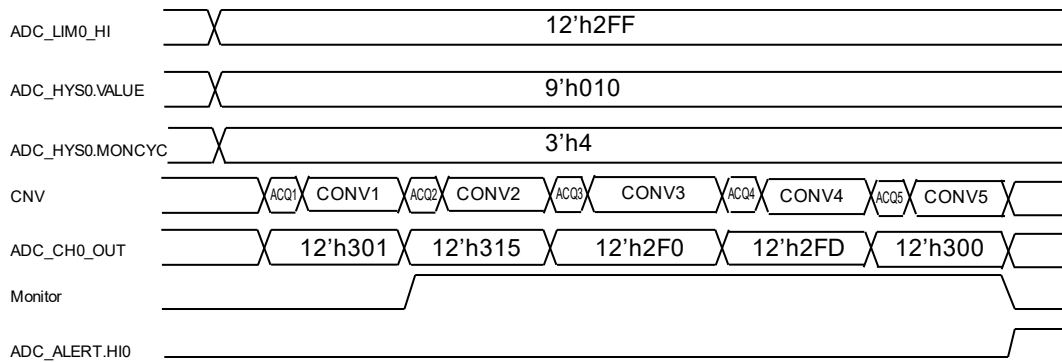 ADC_LIM0_HI 12'h2FF
ADC_HYS0.VALUE 9'h010
ADC_HYS0.MONCYC 3'h4
CNV ACQ1 CONV1 ACQ2 CONV2 ACQ3 CONV3 ACQ4 CONV4 ACQ5 CONV5
ADC_CH0_OUT 12'h301 12'h315 12'h2F0 12'h2FD 12'h300
Monitor
ADC_ALERT.HI0